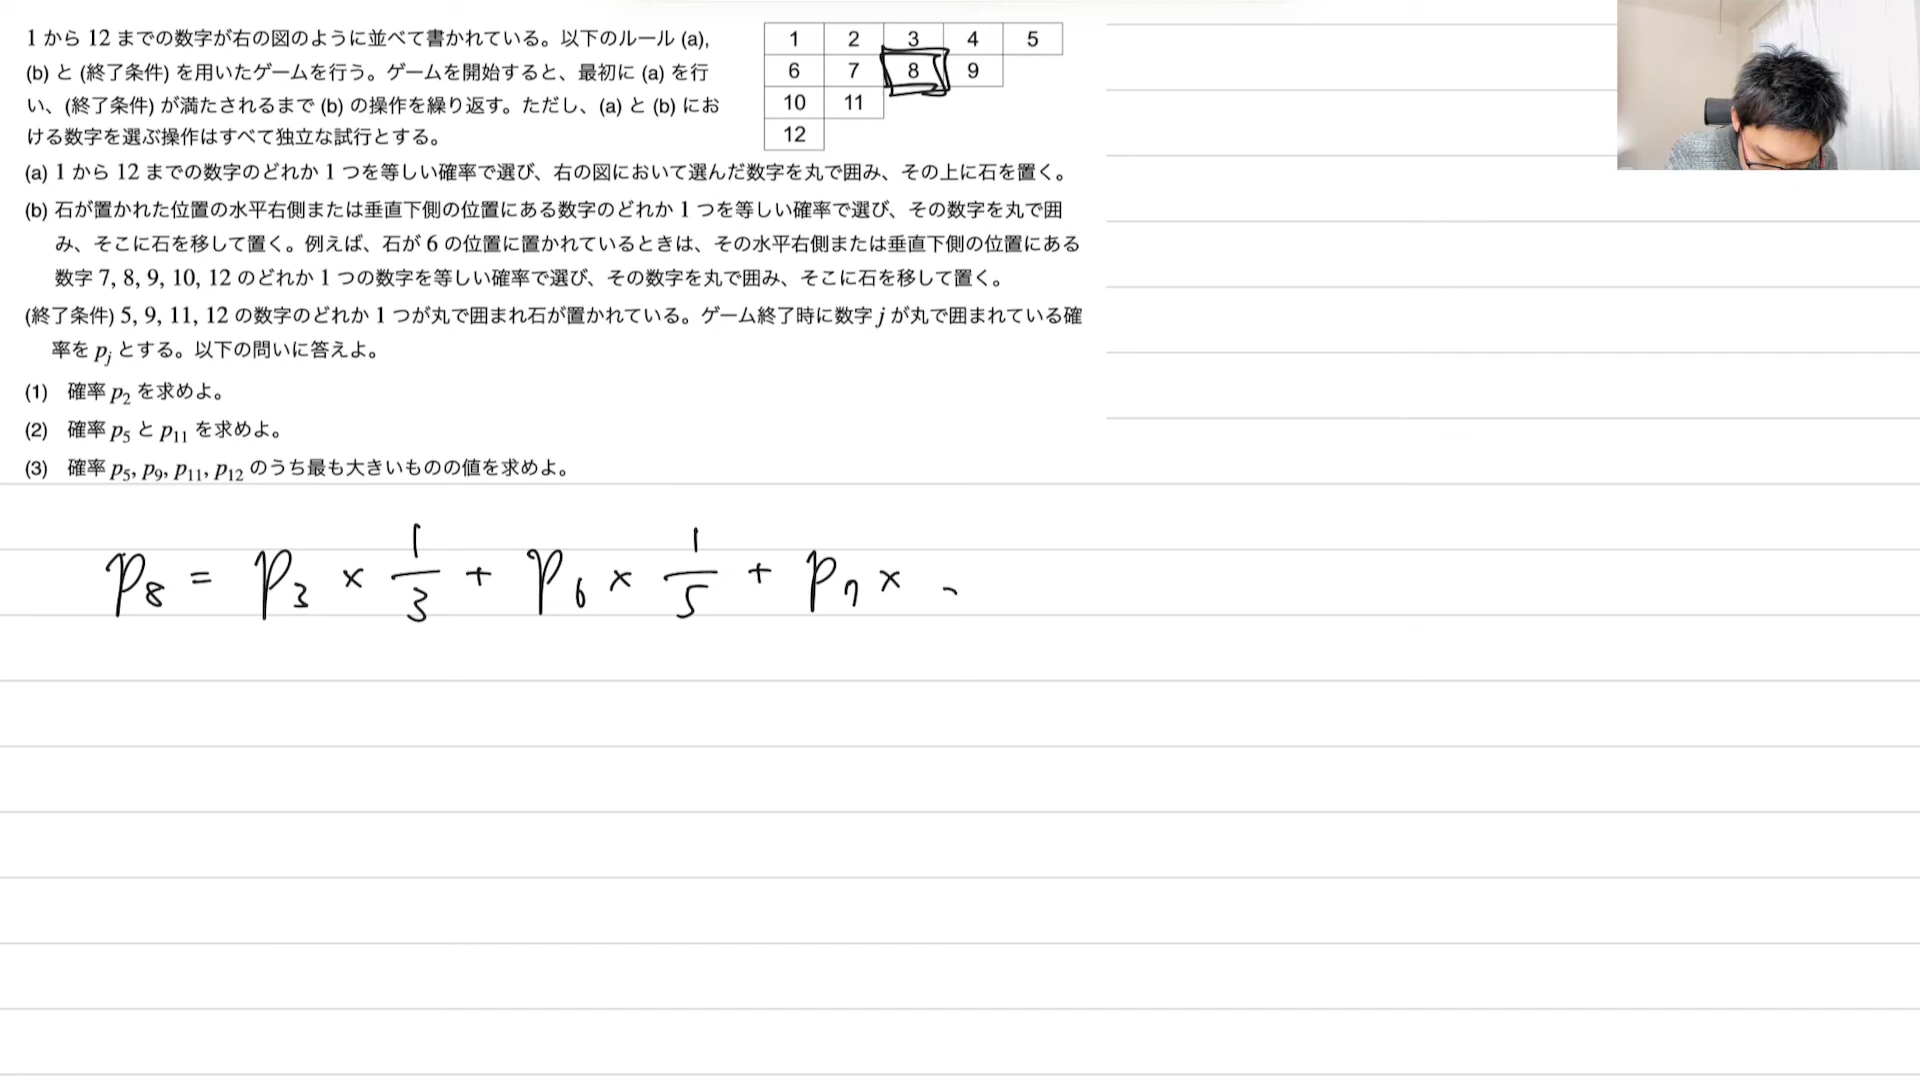 1 から 12 までの数字が右の図のように並べて書かれている。以下のルール (a),
(b) と (終了条件) を用いたゲームを行う。ゲームを開始すると、最初に (a) を行
い、(終了条件) が満たされるまで (b) の操作を繰り返す。ただし、(a) と (b) にお
ける数字を選ぶ操作はすべて独立な試行とする。
1 2 3 4 5
6 7 8 9
10 11
12
(a) 1 から 12 までの数字のどれか 1 つを等しい確率で選び、右の図において選んだ数字を丸で囲み、その上に石を置く。
(b) 石が置かれた位置の水平右側または垂直下側の位置にある数字のどれか 1 つを等しい確率で選び、その数字を丸で囲
み、そこに石を移して置く。例えば、石が 6 の位置に置かれているときは、その水平右側または垂直下側の位置にある
数字 7, 8, 9, 10, 12 のどれか 1 つの数字を等しい確率で選び、その数字を丸で囲み、そこに石を移して置く。
(終了条件) 5, 9, 11, 12 の数字のどれか 1 つが丸で囲まれ石が置かれている。ゲーム終了時に数字 j が丸で囲まれている確
率を p_j とする。以下の問いに答えよ。
(1) 確率 p_2 を求めよ。
(2) 確率 p_5 と p_11 を求めよ。
(3) 確率 p_5, p_9, p_11, p_12 のうち最も大きいものの値を求めよ。
p_8 = p_3 × 1/3 + p_6 × 1/5 + p_7 ×